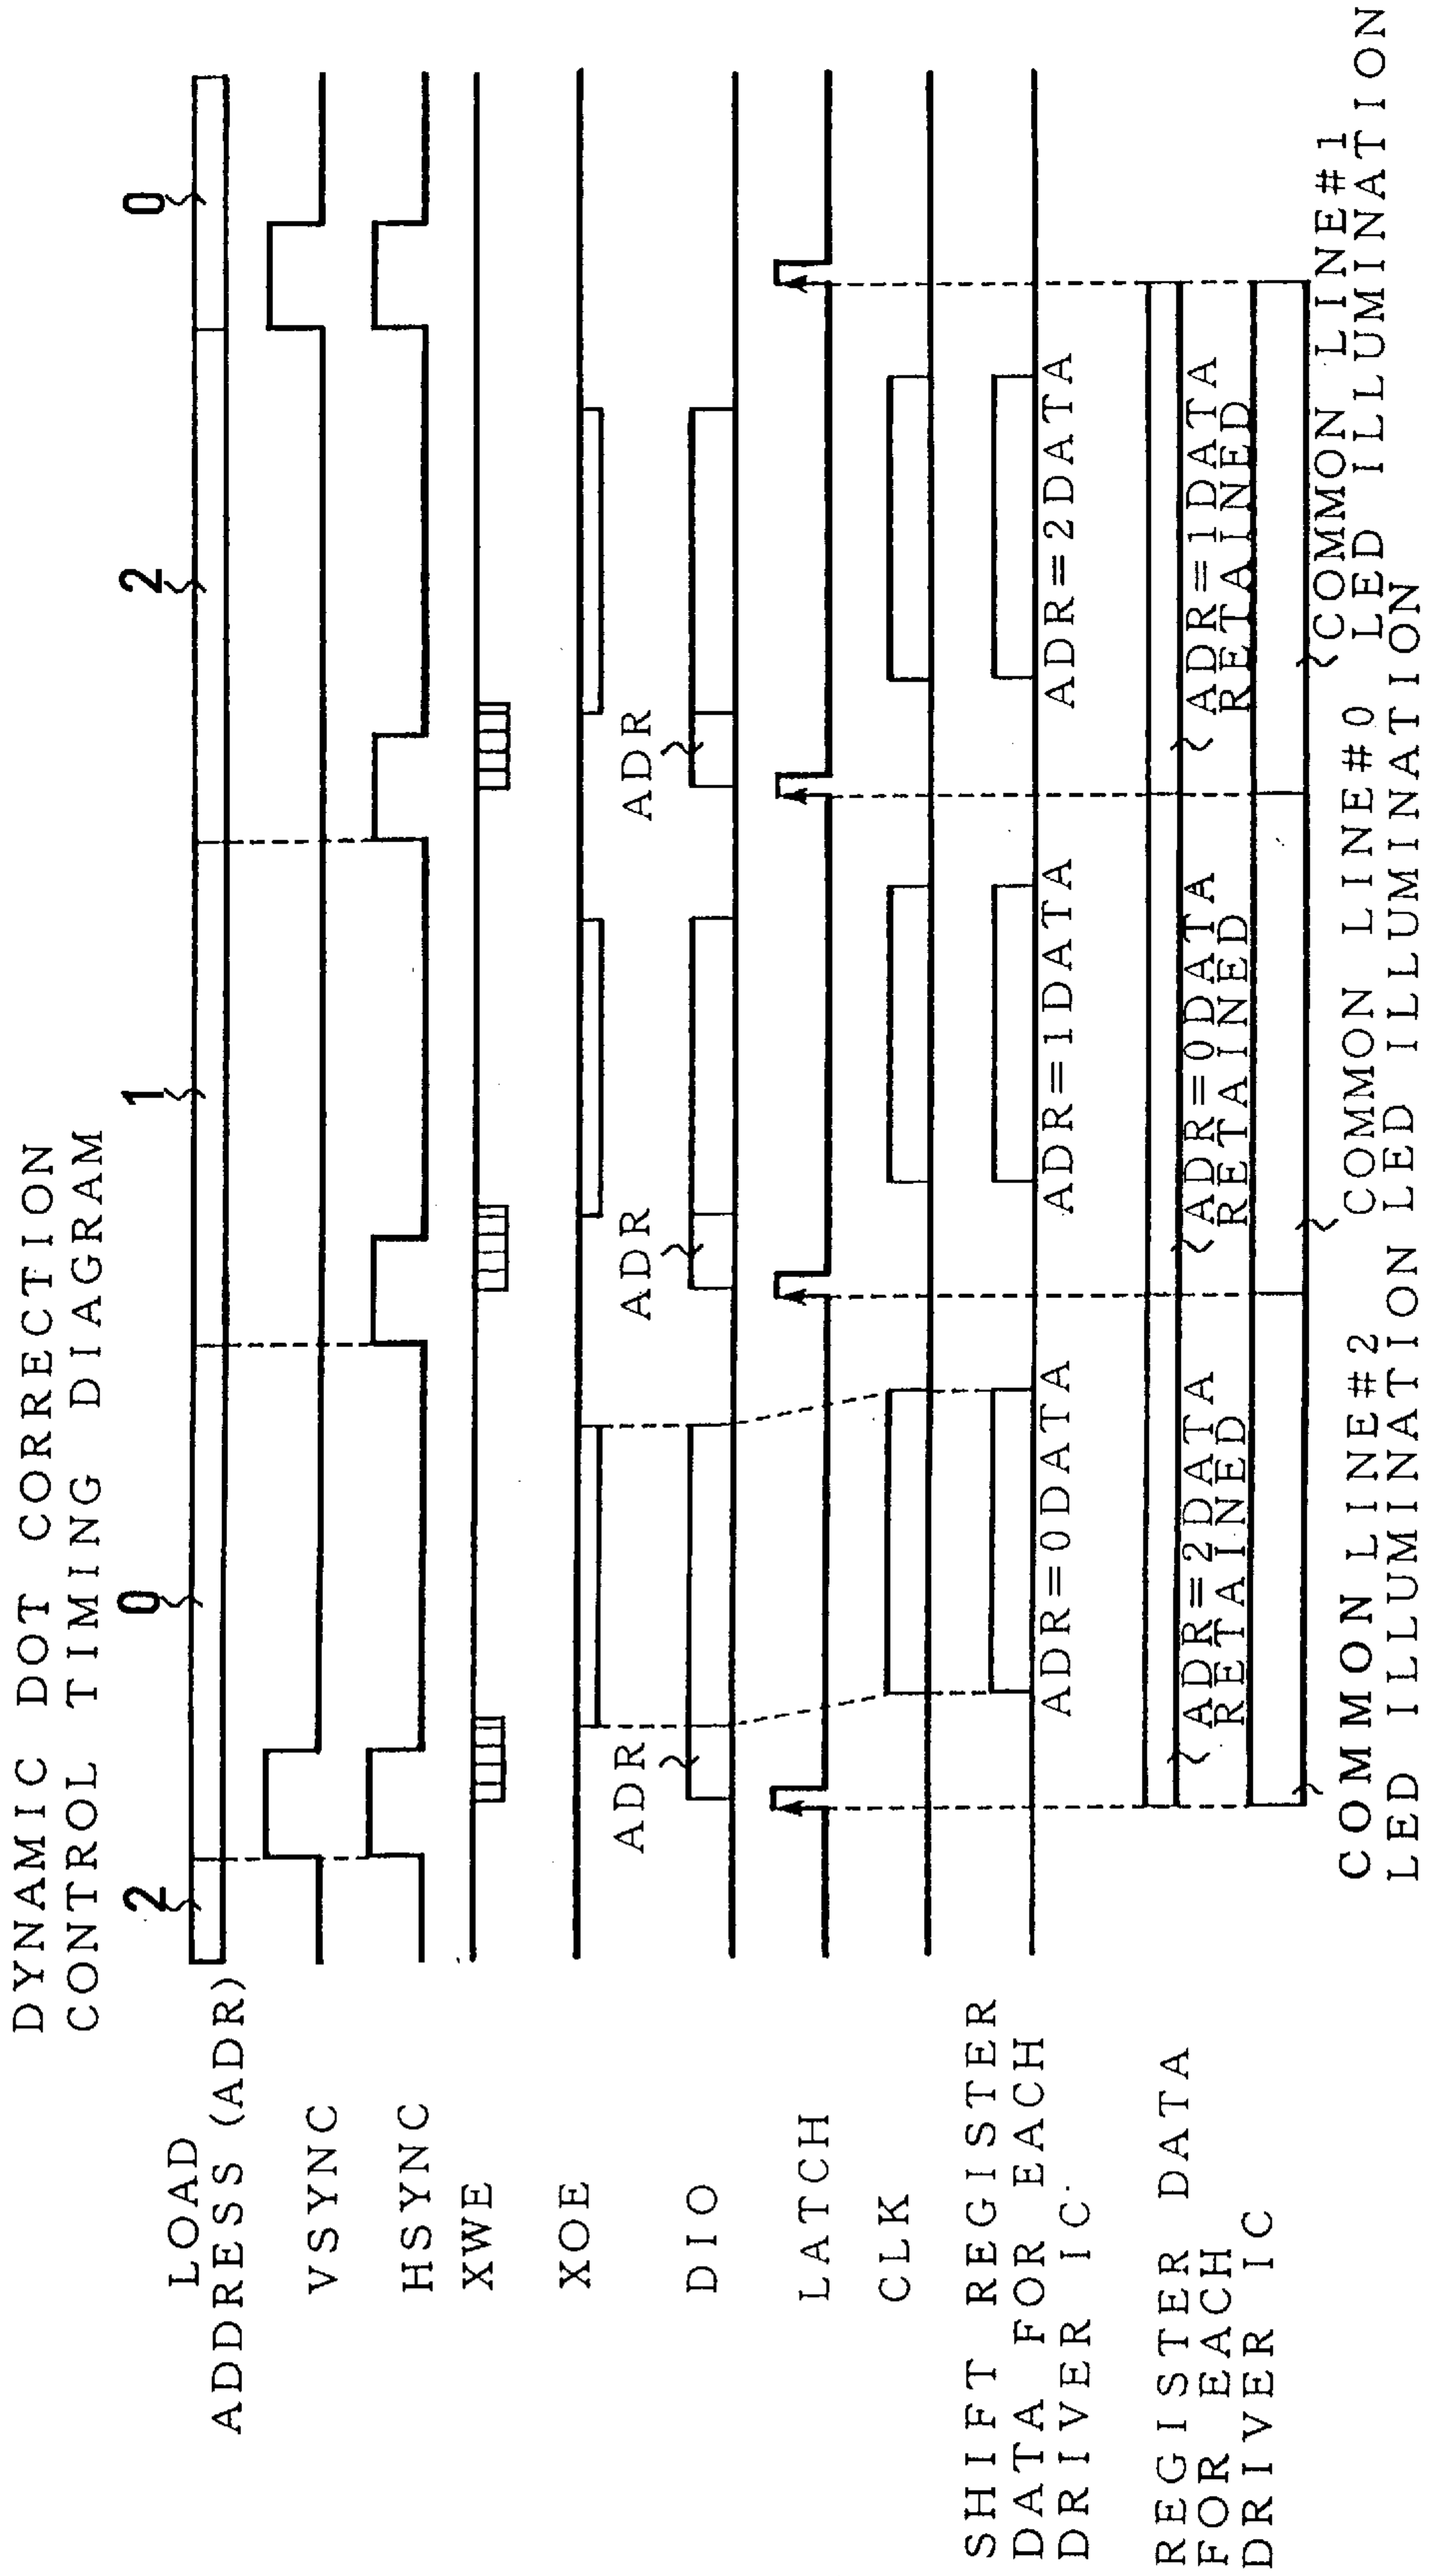 DYNAMIC DOT CORRECTION
CONTROL TIMING DIAGRAM
LOAD
ADDRESS (ADR)
2
0
1
2
0
VSYNC
HSYNC
XWE
XOE
ADR
ADR
ADR
DIO
LATCH
CLK
SHIFT REGISTER
DATA FOR EACH
DRIVER IC
ADR=0DATA
ADR=1DATA
ADR=2DATA
REGISTER DATA
FOR EACH
DRIVER IC
ADR=2DATA
RETAINED
ADR=0DATA
RETAINED
ADR=1DATA
RETAINED
COMMON LINE#2
LED ILLUMINATION
COMMON LINE#0
LED ILLUMINATION
COMMON LINE#1
LED ILLUMINATION